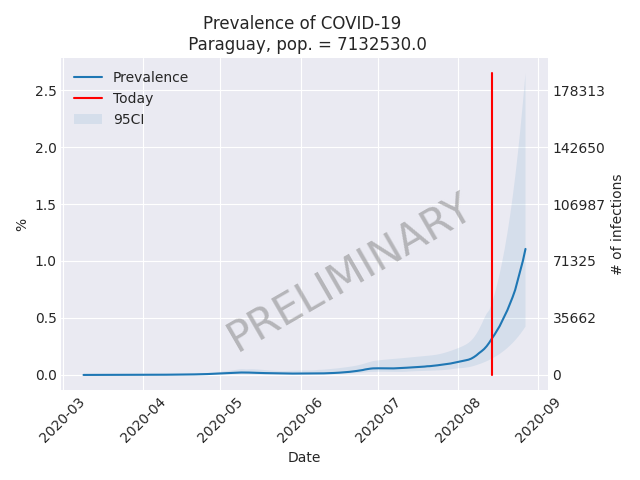 Prevalence of COVID-19
Paraguay, pop. = 7132530.0
Prevalence
Today
95CI
2.5
2.0
1.5
1.0
0.5
0.0
%
178313
142650
106987
71325
35662
0
# of infections
PRELIMINARY
2020-03
2020-04
2020-05
2020-06
2020-07
2020-08
2020-09
Date